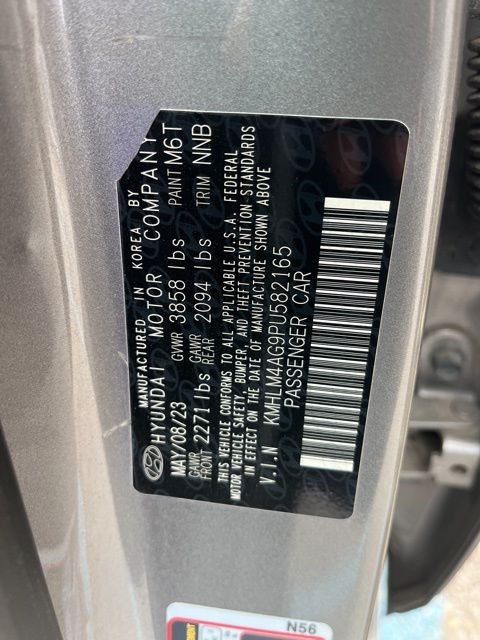 MANUFACTURED IN KOREA BY
HYUNDAI MOTOR COMPANY
MAY/08/23 GVWR 3858 lbs PAINT M6T
GAWR FRONT 2271 lbs GAWR REAR 2094 lbs TRIM NNB
THIS VEHICLE CONFORMS TO ALL APPLICABLE U.S.A. FEDERAL
MOTOR VEHICLE SAFETY, BUMPER, AND THEFT PREVENTION STANDARDS
IN EFFECT ON THE DATE OF MANUFACTURE SHOWN ABOVE
V.I.N KMHLM4AG9PU582165
PASSENGER CAR
N56